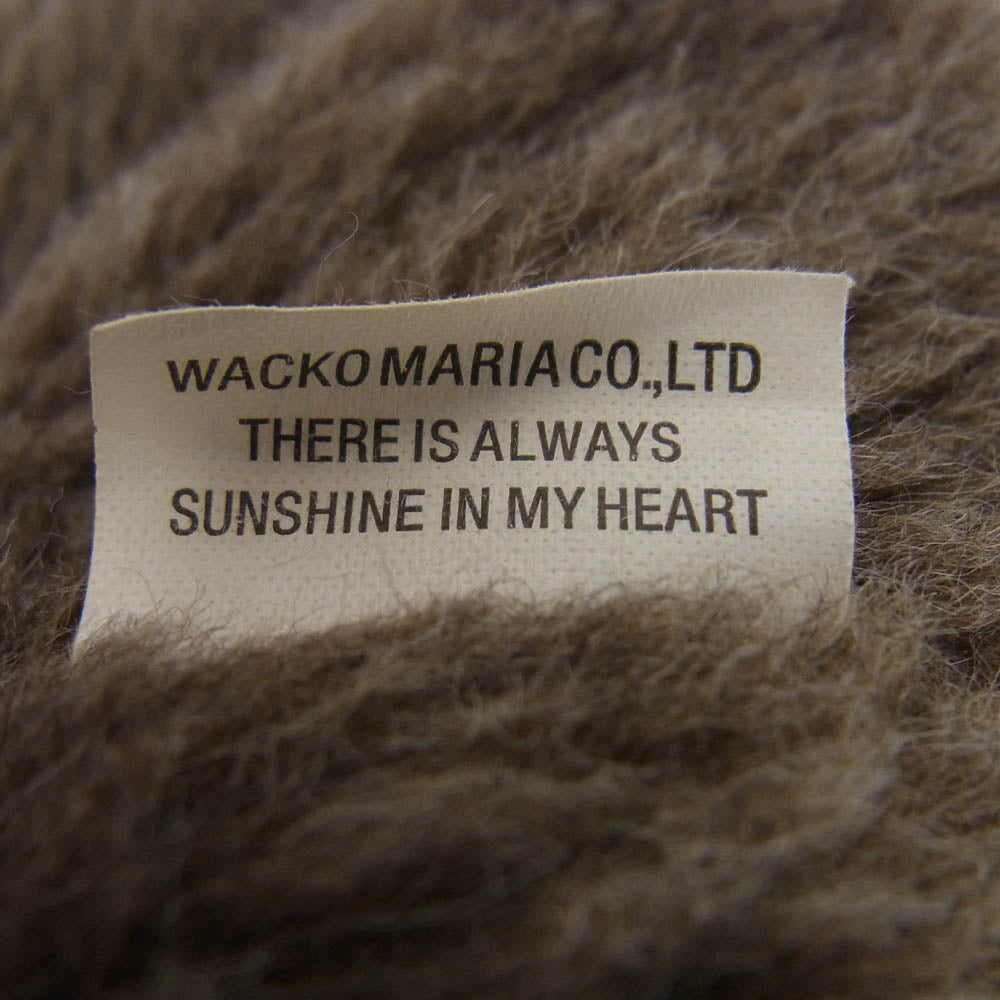 WACKO MARIA CO.,LTD
THERE IS ALWAYS
SUNSHINE IN MY HEART